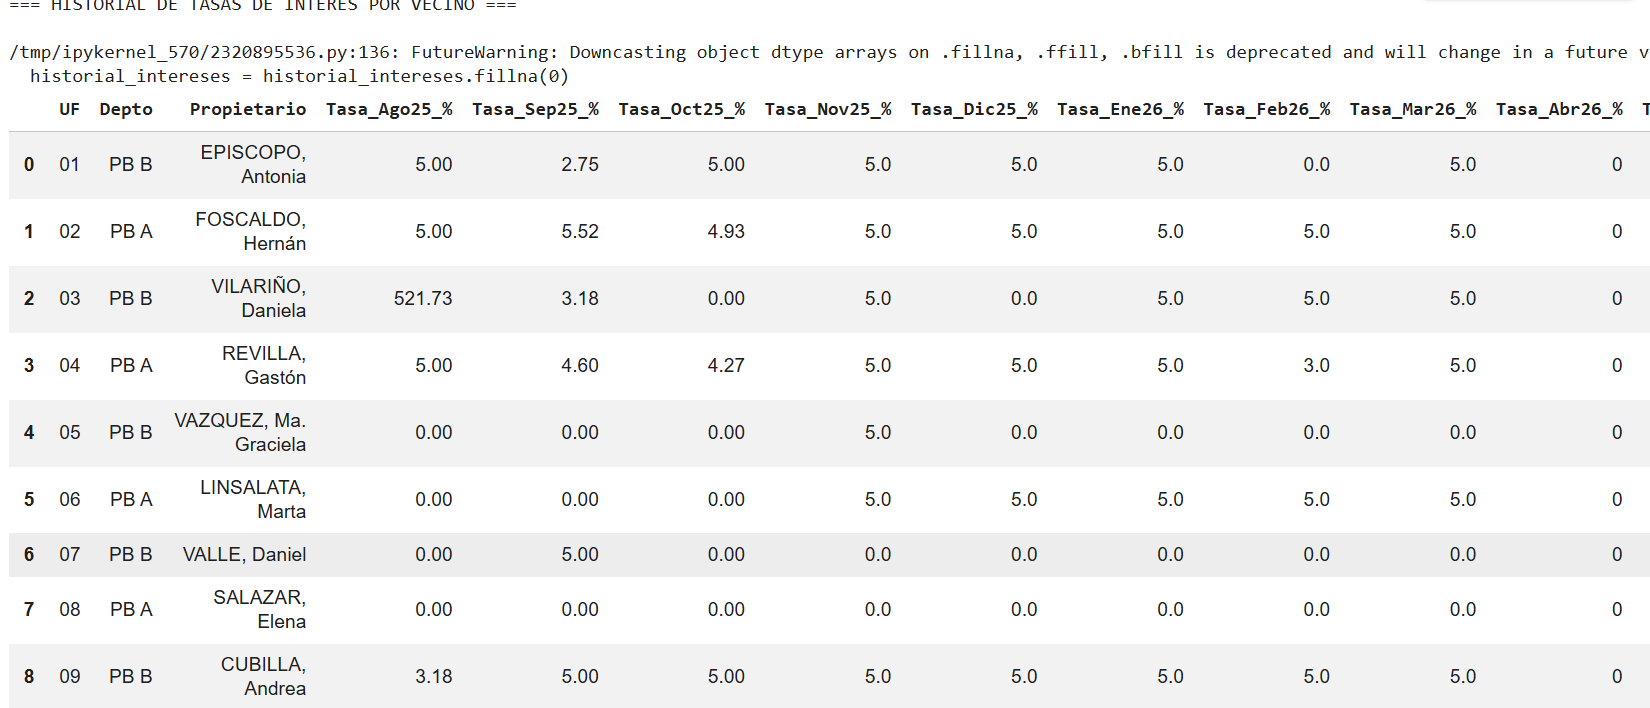 === HISTORIAL DE TASAS DE INTERÉS POR VECINO ===
/tmp/ipykernel_570/2320895536.py:136: FutureWarning: Downcasting object dtype arrays on .fillna, .ffill, .bfill is deprecated and will change in a future v
historial_intereses = historial_intereses.fillna(0)
UF Depto Propietario Tasa_Ago25_% Tasa_Sep25_% Tasa_Oct25_% Tasa_Nov25_% Tasa_Dic25_% Tasa_Ene26_% Tasa_Feb26_% Tasa_Mar26_% Tasa_Abr26_% T
0 01 PB B EPISCOPO, Antonia 5.00 2.75 5.00 5.0 5.0 5.0 0.0 5.0 0
1 02 PB A FOSCALDO, Hernán 5.00 5.52 4.93 5.0 5.0 5.0 5.0 5.0 0
2 03 PB B VILARIÑO, Daniela 521.73 3.18 0.00 5.0 0.0 5.0 5.0 5.0 0
3 04 PB A REVILLA, Gastón 5.00 4.60 4.27 5.0 5.0 5.0 3.0 5.0 0
4 05 PB B VAZQUEZ, Ma. Graciela 0.00 0.00 0.00 5.0 0.0 0.0 0.0 0.0 0
5 06 PB A LINSALATA, Marta 0.00 0.00 0.00 5.0 5.0 5.0 5.0 5.0 0
6 07 PB B VALLE, Daniel 0.00 5.00 0.00 0.0 0.0 0.0 0.0 0.0 0
7 08 PB A SALAZAR, Elena 0.00 0.00 0.00 0.0 0.0 0.0 0.0 0.0 0
8 09 PB B CUBILLA, Andrea 3.18 5.00 5.00 5.0 5.0 5.0 5.0 5.0 0